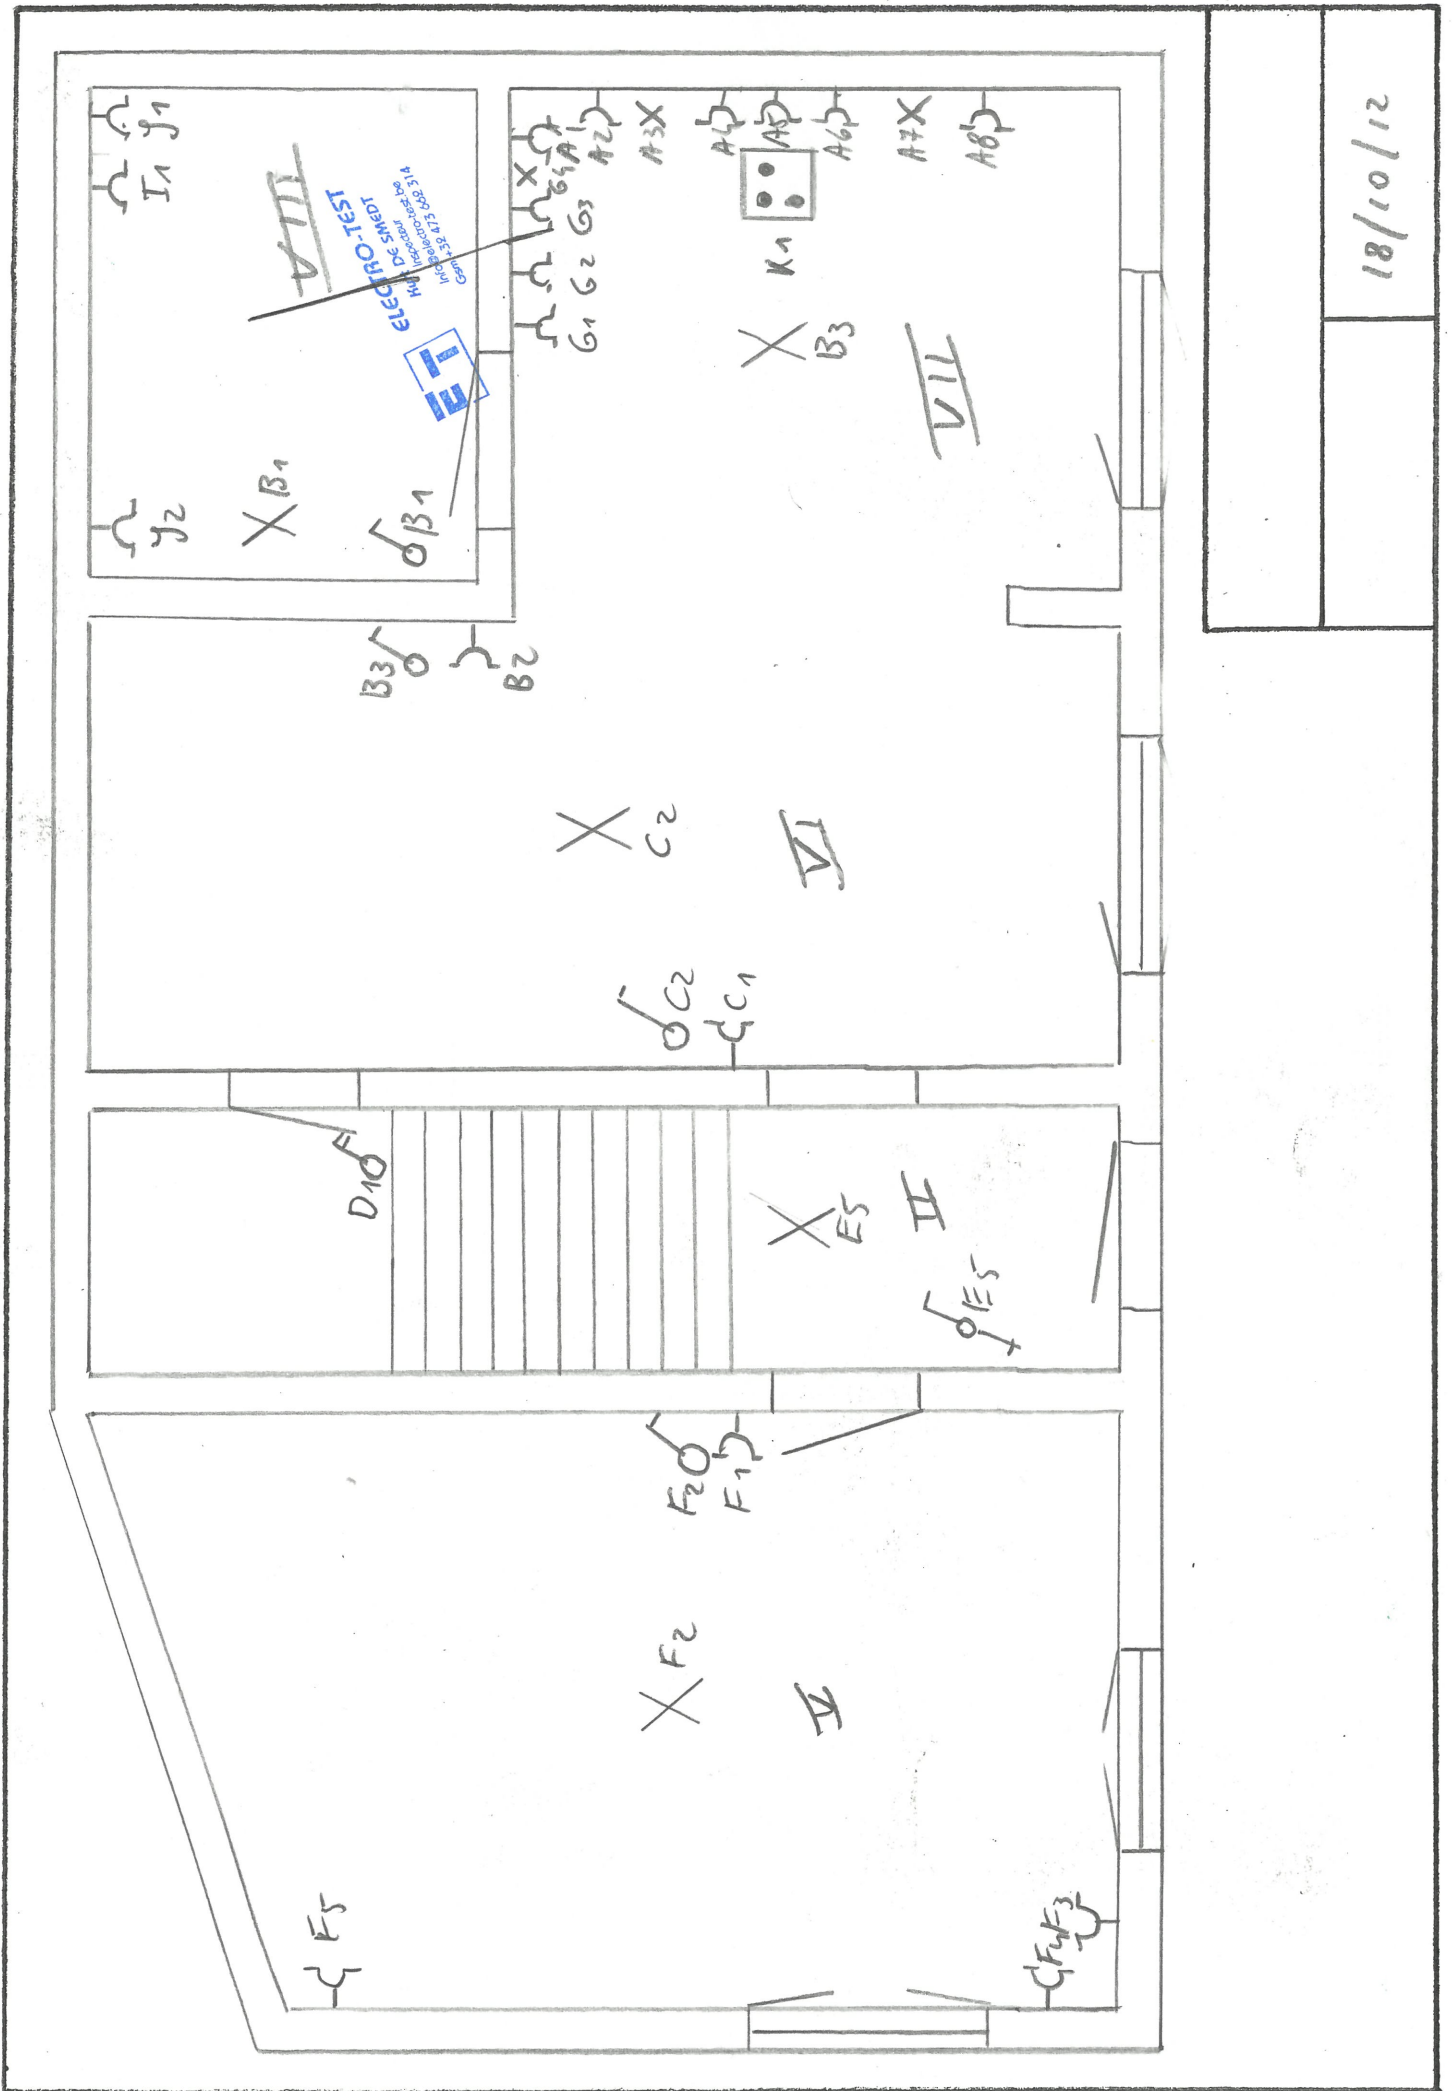 18/10/12
J1
I1
VIII
ELECTRO-TEST
Kurt DE SMEDT
Inspecteur
info@electro-test.be
Gsm +32 473 662 314
ET
J2
B1
B1
A1
A2
A3
A4
A5
A6
A7
A8
G4
G3
G2
G1
K1
B3
VII
B3
B2
C2
VI
C2
C1
D1
E5
II
E5
F2
F1
F2
V
F5
F4
F3